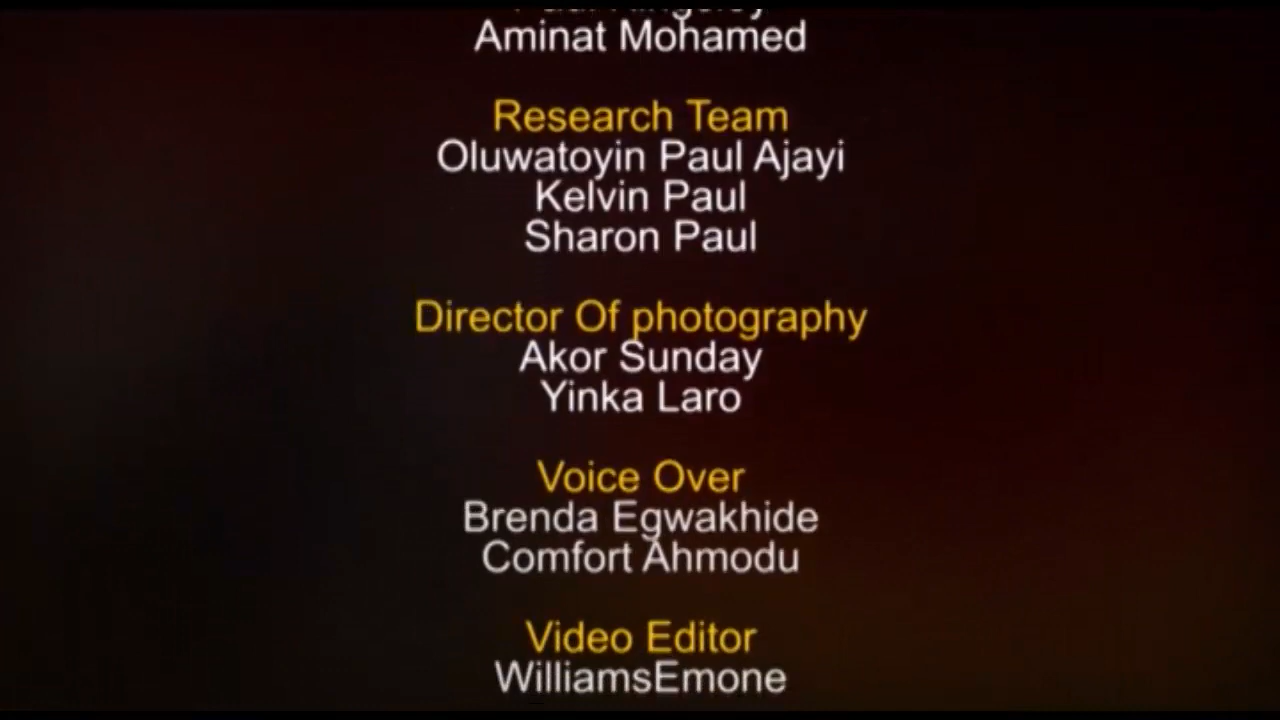 Aminat Mohamed
Research Team
Oluwatoyin Paul Ajayi
Kelvin Paul
Sharon Paul
Director Of photography
Akor Sunday
Yinka Laro
Voice Over
Brenda Egwakhide
Comfort Ahmodu
Video Editor
WilliamsEmone